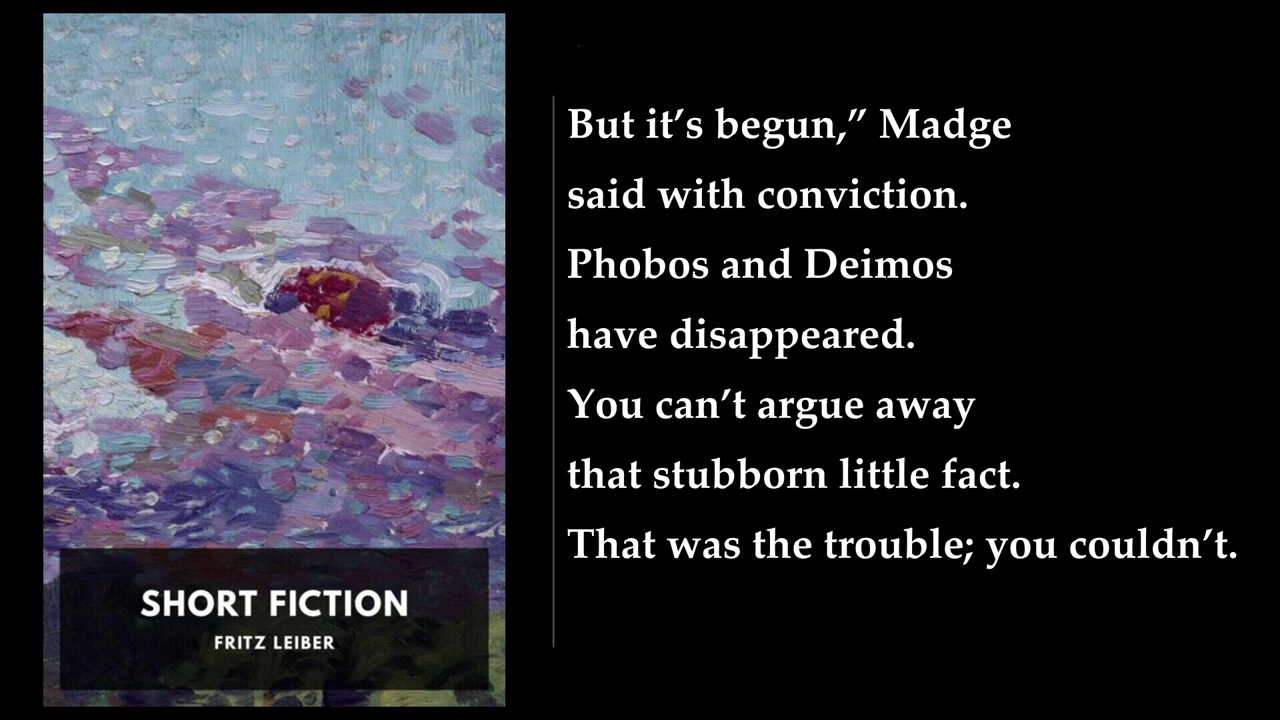 SHORT FICTION
FRITZ LEIBER
But it’s begun,” Madge
said with conviction.
Phobos and Deimos
have disappeared.
You can’t argue away
that stubborn little fact.
That was the trouble; you couldn’t.